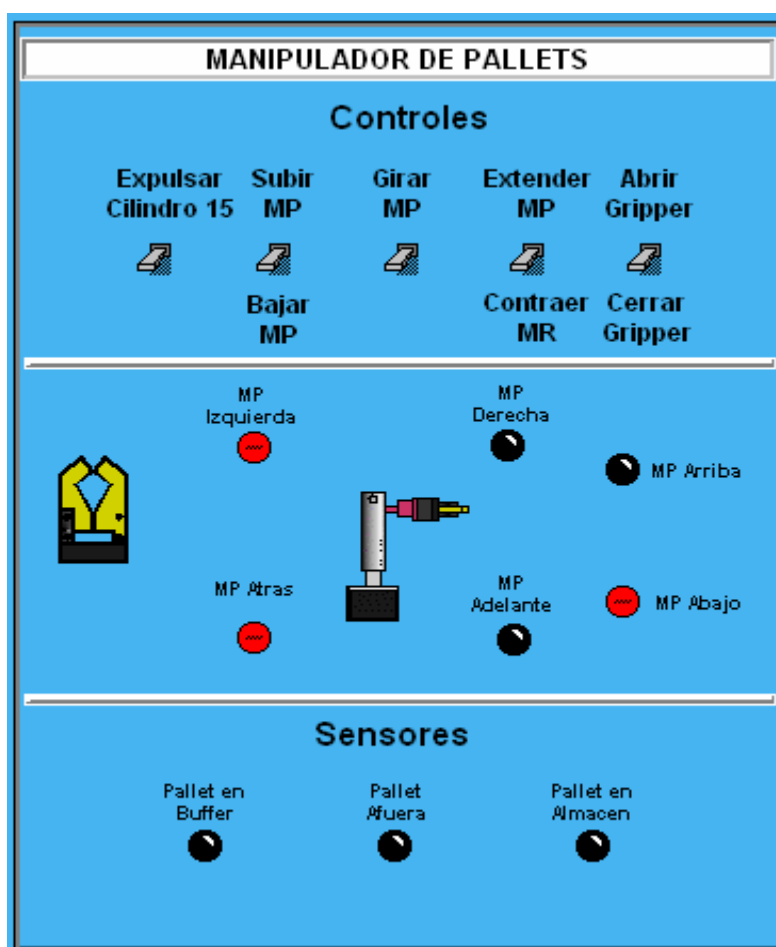 MANIPULADOR DE PALLETS
Controles
Expulsar Subir Girar Extender Abrir
Cilindro 15 MP MP MP Gripper
Bajar Contraer Cerrar
MP MR Gripper
MP MP
Izquierda Derecha
MP Arriba
MP Atras MP
Adelante MP Abajo
Sensores
Pallet en Pallet Pallet en
Buffer Afuera Almacen